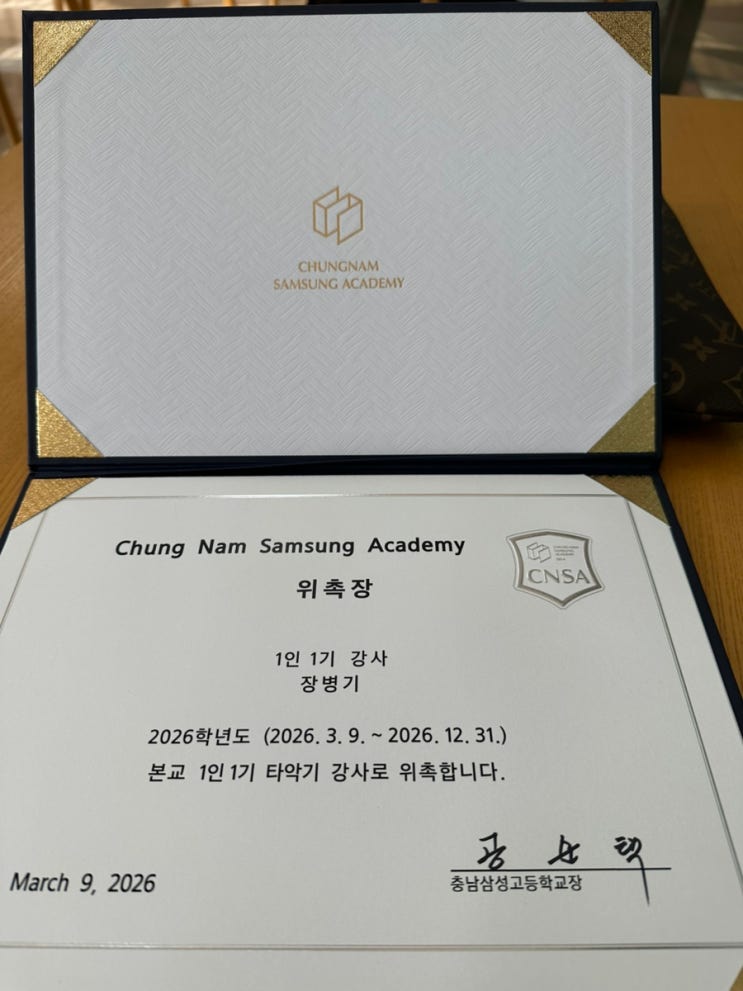 CHUNGNAM
SAMSUNG ACADEMY
Chung Nam Samsung Academy
CNSA
위촉장
1인 1기 강사
장병기
2026학년도 (2026. 3. 9. ~ 2026. 12. 31.)
본교 1인 1기 타악기 강사로 위촉합니다.
March 9, 2026
충남삼성고등학교장